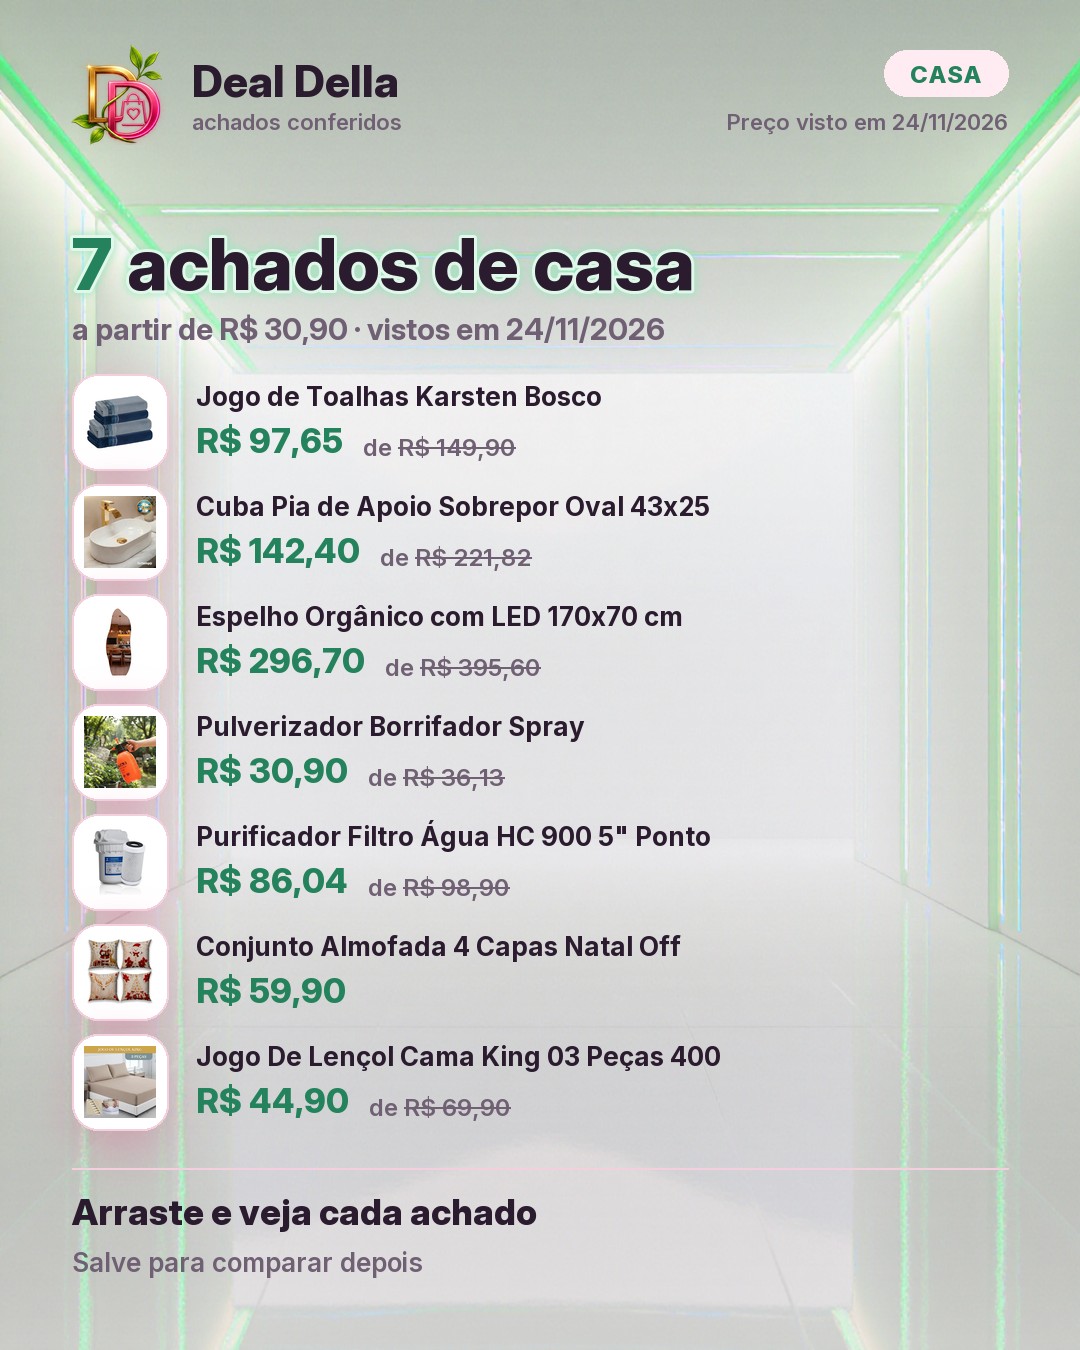 Deal Della
achados conferidos
CASA
Preço visto em 24/11/2026
7 achados de casa
a partir de R$ 30,90 · vistos em 24/11/2026
Jogo de Toalhas Karsten Bosco
R$ 97,65 de R$ 149,90
Cuba Pia de Apoio Sobrepor Oval 43x25
R$ 142,40 de R$ 221,82
Espelho Orgânico com LED 170x70 cm
R$ 296,70 de R$ 395,60
Pulverizador Borrifador Spray
R$ 30,90 de R$ 36,13
Purificador Filtro Água HC 900 5" Ponto
R$ 86,04 de R$ 98,90
Conjunto Almofada 4 Capas Natal Off
R$ 59,90
Jogo De Lençol Cama King 03 Peças 400
R$ 44,90 de R$ 69,90
Arraste e veja cada achado
Salve para comparar depois